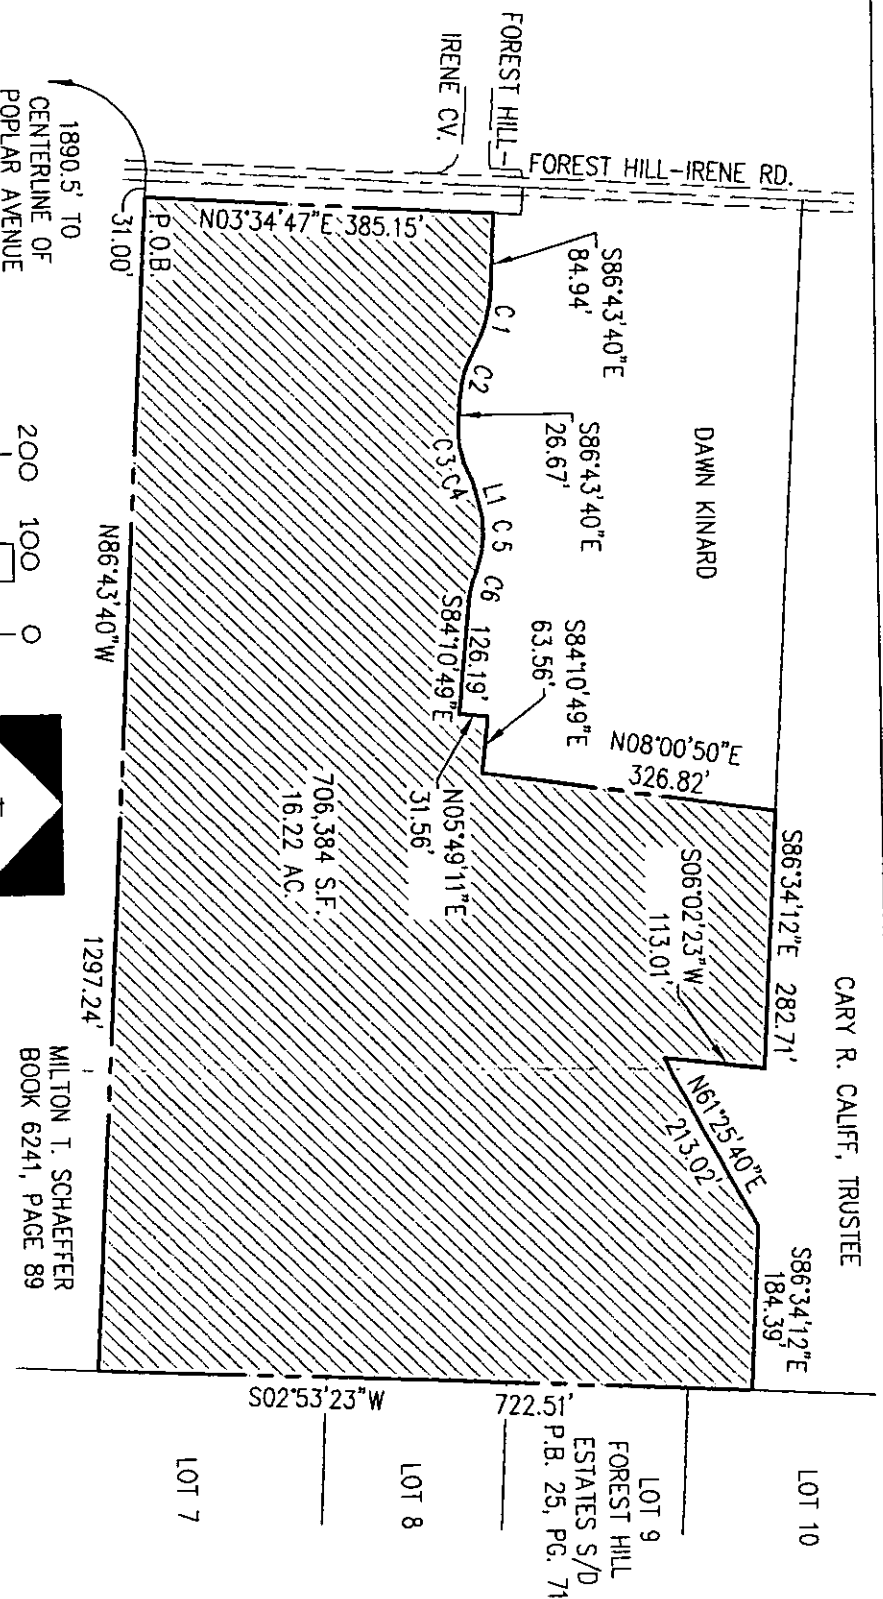 FOREST HILL-
IRENE CV.
FOREST HILL-IRENE RD.
1890.5' TO
CENTERLINE OF
POPLAR AVENUE
31.00'
P.O.B.
N03°34'47"E 385.15'
S86°43'40"E
84.94'
C1
C2
S86°43'40"E
26.67'
C3
C4
L1
C5
C6
DAWN KINARD
S84°10'49"E
126.19'
S84°10'49"E
63.56'
N05°49'11"E
31.56'
N08°00'50"E
326.82'
S86°34'12"E 282.71'
S06°02'23"W
113.01'
N61°25'40"E
213.02'
S86°34'12"E
184.39'
CARY R. CALIFF, TRUSTEE
706,384 S.F.
16.22 AC.
N86°43'40"W
1297.24'
200 100 0
MILTON T. SCHAEFFER
BOOK 6241, PAGE 89
S02°53'23"W
722.51'
LOT 10
LOT 9
FOREST HILL
ESTATES S/D
P.B. 25, PG. 71
LOT 8
LOT 7